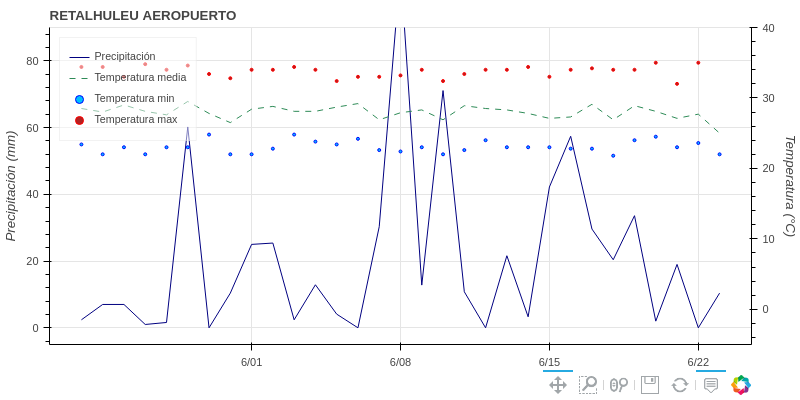 RETALHULEU AEROPUERTO
Precipitación
Temperatura media
Temperatura min
Temperatura max
Precipitación (mm)
80
60
40
20
0
Temperatura (°C)
40
30
20
10
0
6/01
6/08
6/15
6/22